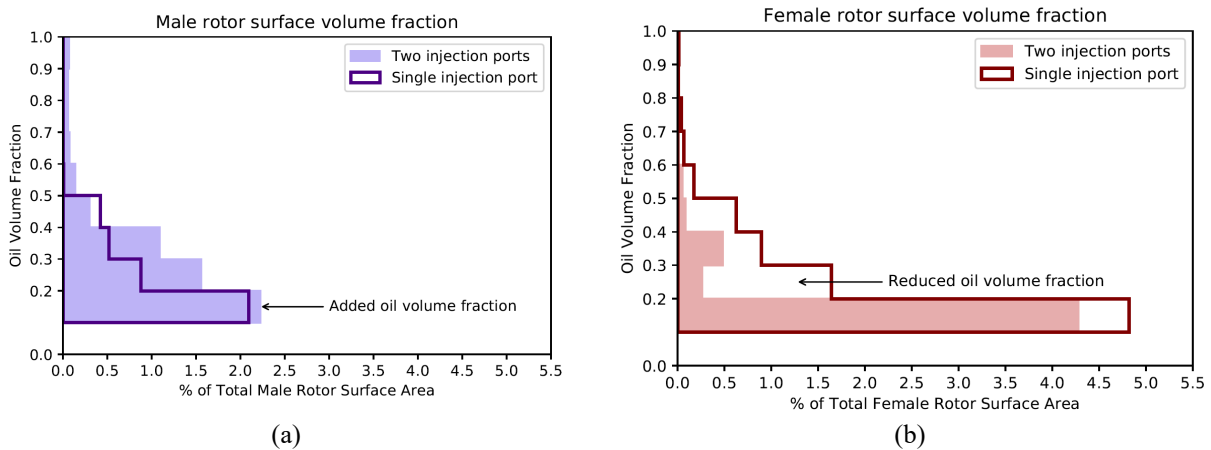 Male rotor surface volume fraction
1.0
0.9
0.8
0.7
0.6
0.5
0.4
0.3
0.2
0.1
0.0
Oil Volume Fraction
Two injection ports
Single injection port
Added oil volume fraction
0.0 0.5 1.0 1.5 2.0 2.5 3.0 3.5 4.0 4.5 5.0 5.5
% of Total Male Rotor Surface Area
(a)
Female rotor surface volume fraction
1.0
0.9
0.8
0.7
0.6
0.5
0.4
0.3
0.2
0.1
0.0
Oil Volume Fraction
Two injection ports
Single injection port
Reduced oil volume fraction
0.0 0.5 1.0 1.5 2.0 2.5 3.0 3.5 4.0 4.5 5.0 5.5
% of Total Female Rotor Surface Area
(b)